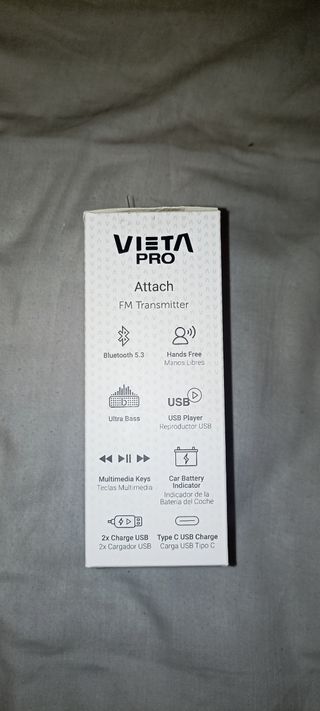 VIETA
PRO
Attach
FM Transmitter
Bluetooth 5.3
Hands Free
Manos Libres
Ultra Bass
USB
USB Player
Reproductor USB
Multimedia Keys
Teclas Multimedia
Car Battery
Indicator
Indicador de la
Batería del Coche
2x Charge USB
2x Cargador USB
Type C USB Charge
Carga USB Tipo C